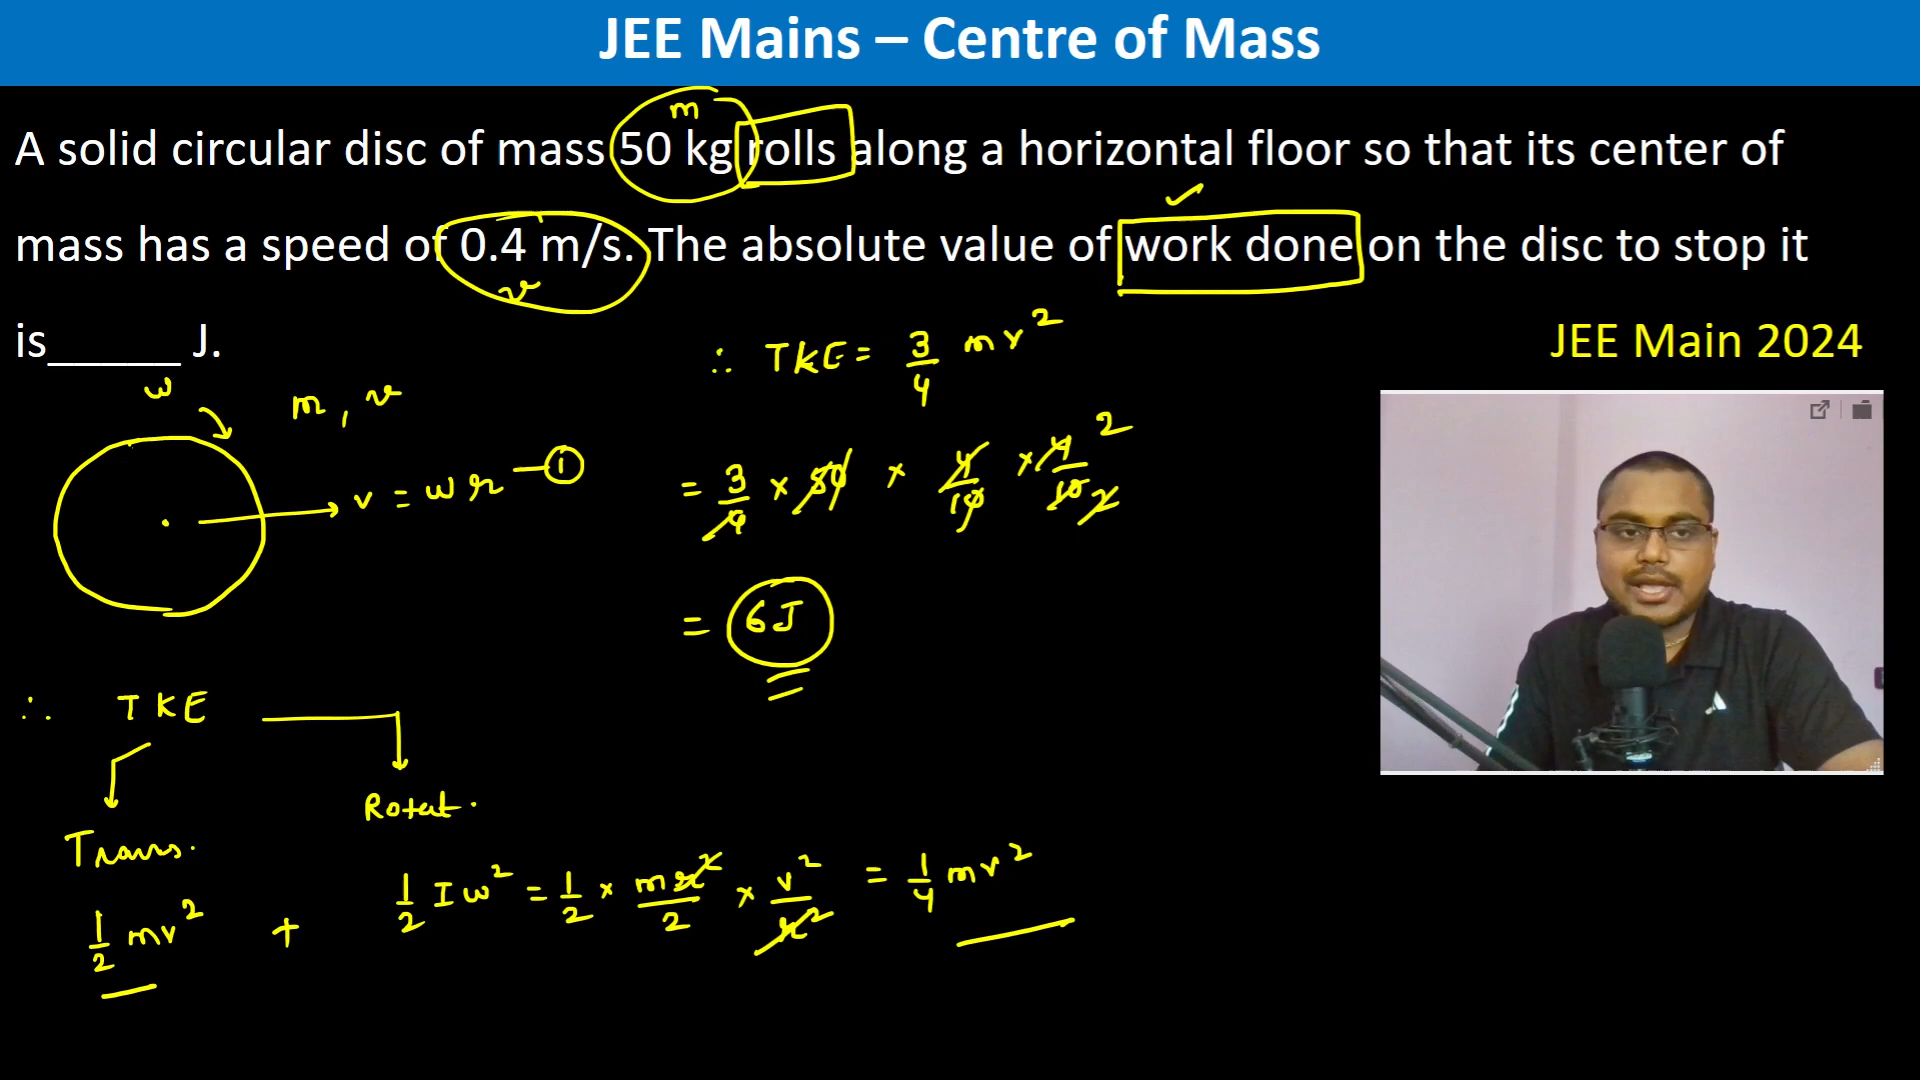 JEE Mains – Centre of Mass
A solid circular disc of mass 50 kg rolls along a horizontal floor so that its center of
mass has a speed of 0.4 m/s. The absolute value of work done on the disc to stop it
is______ J.
JEE Main 2024
m
v
ω
m, v
v = ωr — ①
∴ TKE
Trans.
Rotat.
1/2 mv² + 1/2 Iω² = 1/2 × mr²/2 × v²/r² = 1/4 mv²
∴ TKE = 3/4 mv²
= 3/4 × 50 × 4/10 × 4/10 2
2
= 6J